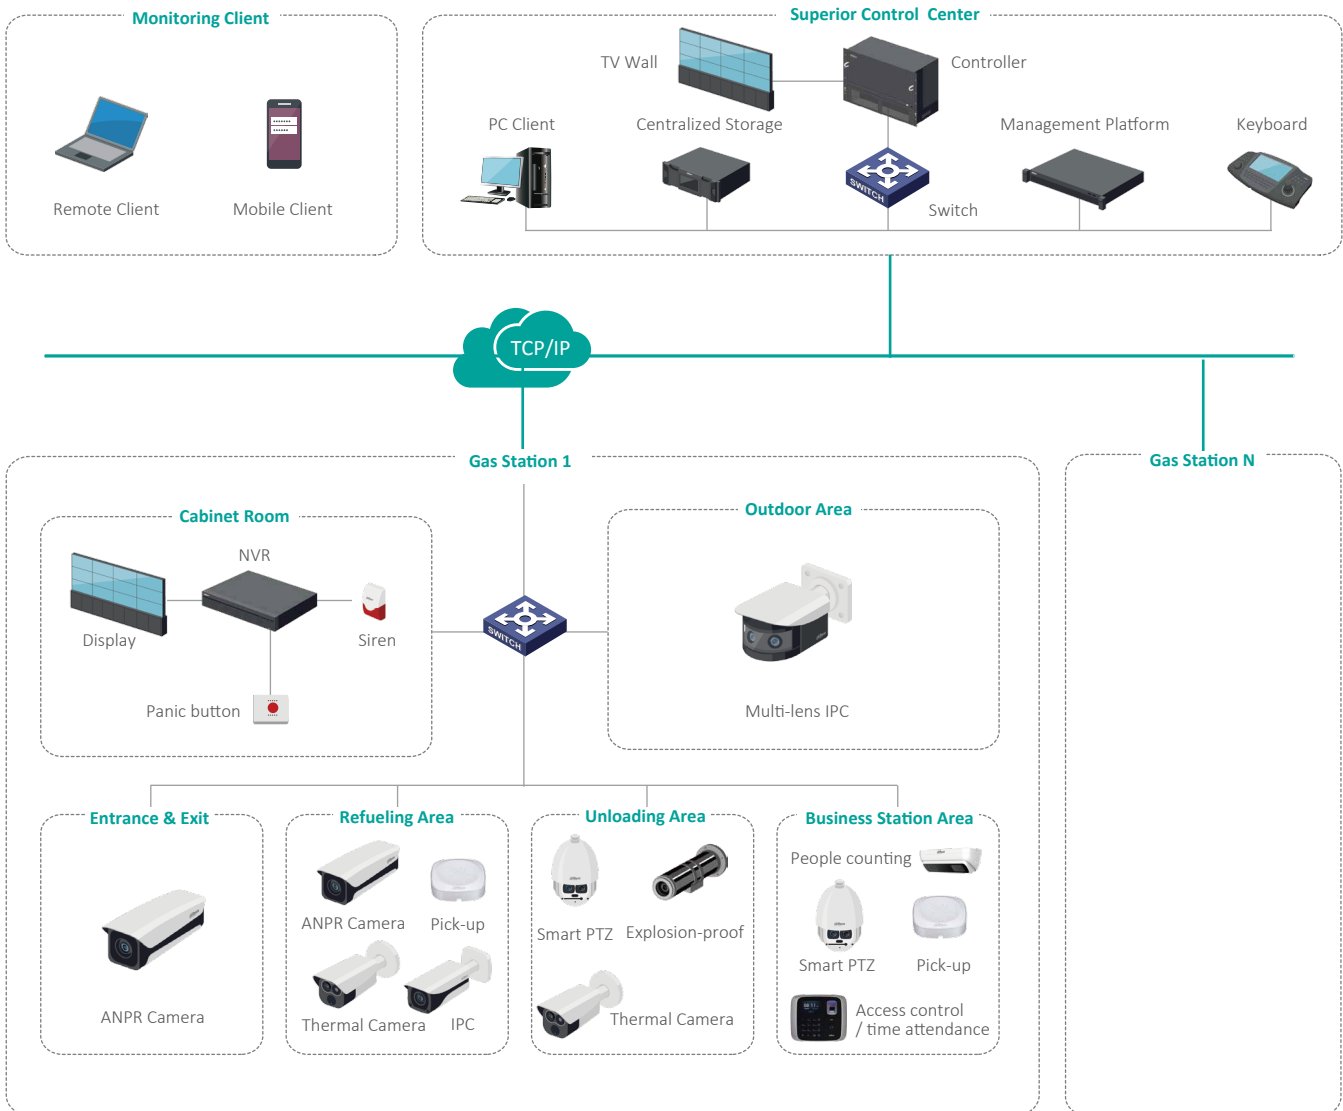 Monitoring Client
Superior Control Center
TV Wall
Controller
PC Client
Centralized Storage
Management Platform
Keyboard
SWITCH
Remote Client
Mobile Client
Switch
TCP/IP
Gas Station 1
Gas Station N
Cabinet Room
Outdoor Area
NVR
SWITCH
Display
Siren
Panic button
Multi-lens IPC
Entrance & Exit
Refueling Area
Unloading Area
Business Station Area
People counting
ANPR Camera
Pick-up
Smart PTZ
Explosion-proof
Smart PTZ
Pick-up
ANPR Camera
Thermal Camera
IPC
Thermal Camera
Access control
/ time attendance